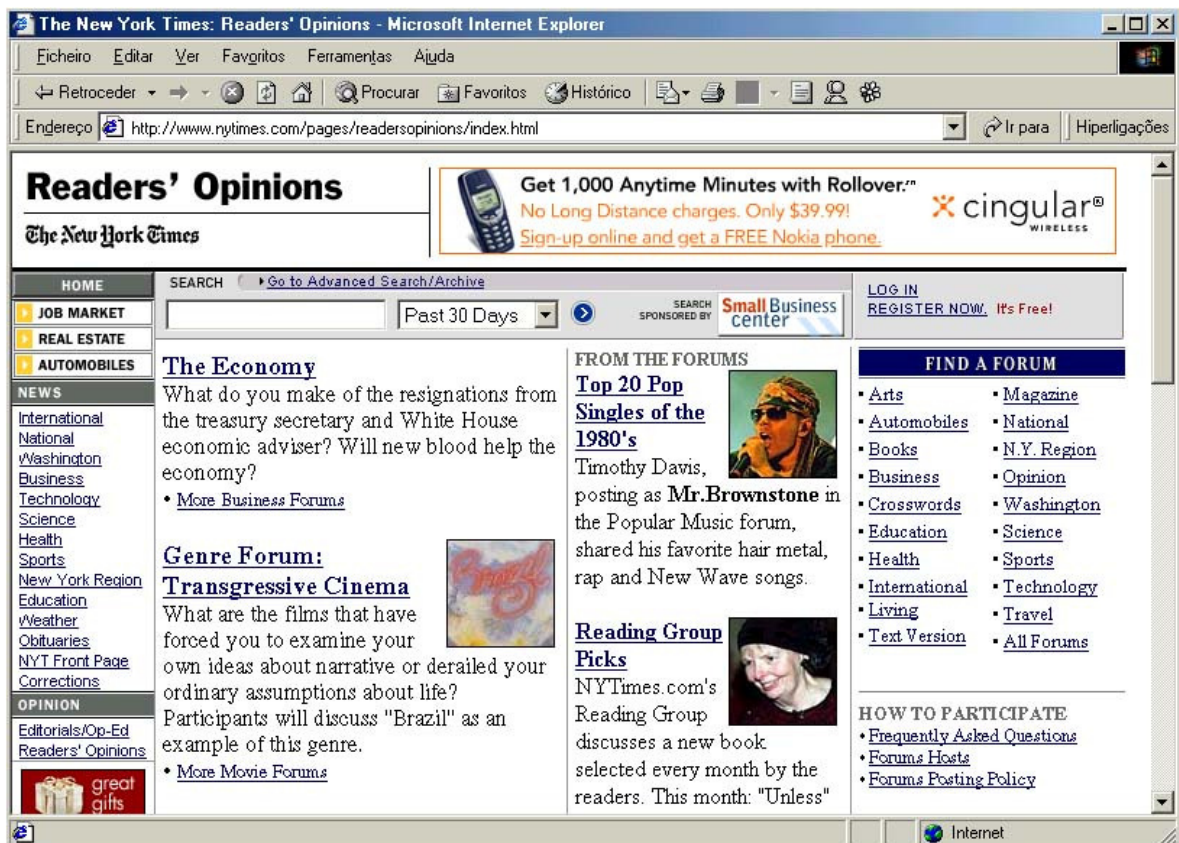 The New York Times: Readers' Opinions - Microsoft Internet Explorer
Ficheiro Editar Ver Favoritos Ferramentas Ajuda
Retroceder Procurar Favoritos Histórico
Endereço http://www.nytimes.com/pages/readersopinions/index.html Ir para Hiperligações
Readers' Opinions
The New York Times
Get 1,000 Anytime Minutes with Rollover.℠
No Long Distance charges. Only $39.99!
Sign-up online and get a FREE Nokia phone.
cingular®
WIRELESS
HOME
JOB MARKET
REAL ESTATE
AUTOMOBILES
NEWS
International
National
Washington
Business
Technology
Science
Health
Sports
New York Region
Education
Weather
Obituaries
NYT Front Page
Corrections
OPINION
Editorials/Op-Ed
Readers' Opinions
great
gifts
SEARCH Go to Advanced Search/Archive
Past 30 Days
SEARCH
SPONSORED BY
Small Business
center
LOG IN
REGISTER NOW. It's Free!
The Economy
What do you make of the resignations from
the treasury secretary and White House
economic adviser? Will new blood help the
economy?
• More Business Forums
Genre Forum:
Transgressive Cinema
Brazil
What are the films that have
forced you to examine your
own ideas about narrative or derailed your
ordinary assumptions about life?
Participants will discuss "Brazil" as an
example of this genre.
• More Movie Forums
FROM THE FORUMS
Top 20 Pop
Singles of the
1980's
Timothy Davis,
posting as Mr.Brownstone in
the Popular Music forum,
shared his favorite hair metal,
rap and New Wave songs.
Reading Group
Picks
NYTimes.com's
Reading Group
discusses a new book
selected every month by the
readers. This month: "Unless"
FIND A FORUM
▪ Arts
▪ Automobiles
▪ Books
▪ Business
▪ Crosswords
▪ Education
▪ Health
▪ International
▪ Living
▪ Text Version
▪ Magazine
▪ National
▪ N.Y. Region
▪ Opinion
▪ Washington
▪ Science
▪ Sports
▪ Technology
▪ Travel
▪ All Forums
HOW TO PARTICIPATE
• Frequently Asked Questions
• Forums Hosts
• Forums Posting Policy
Internet